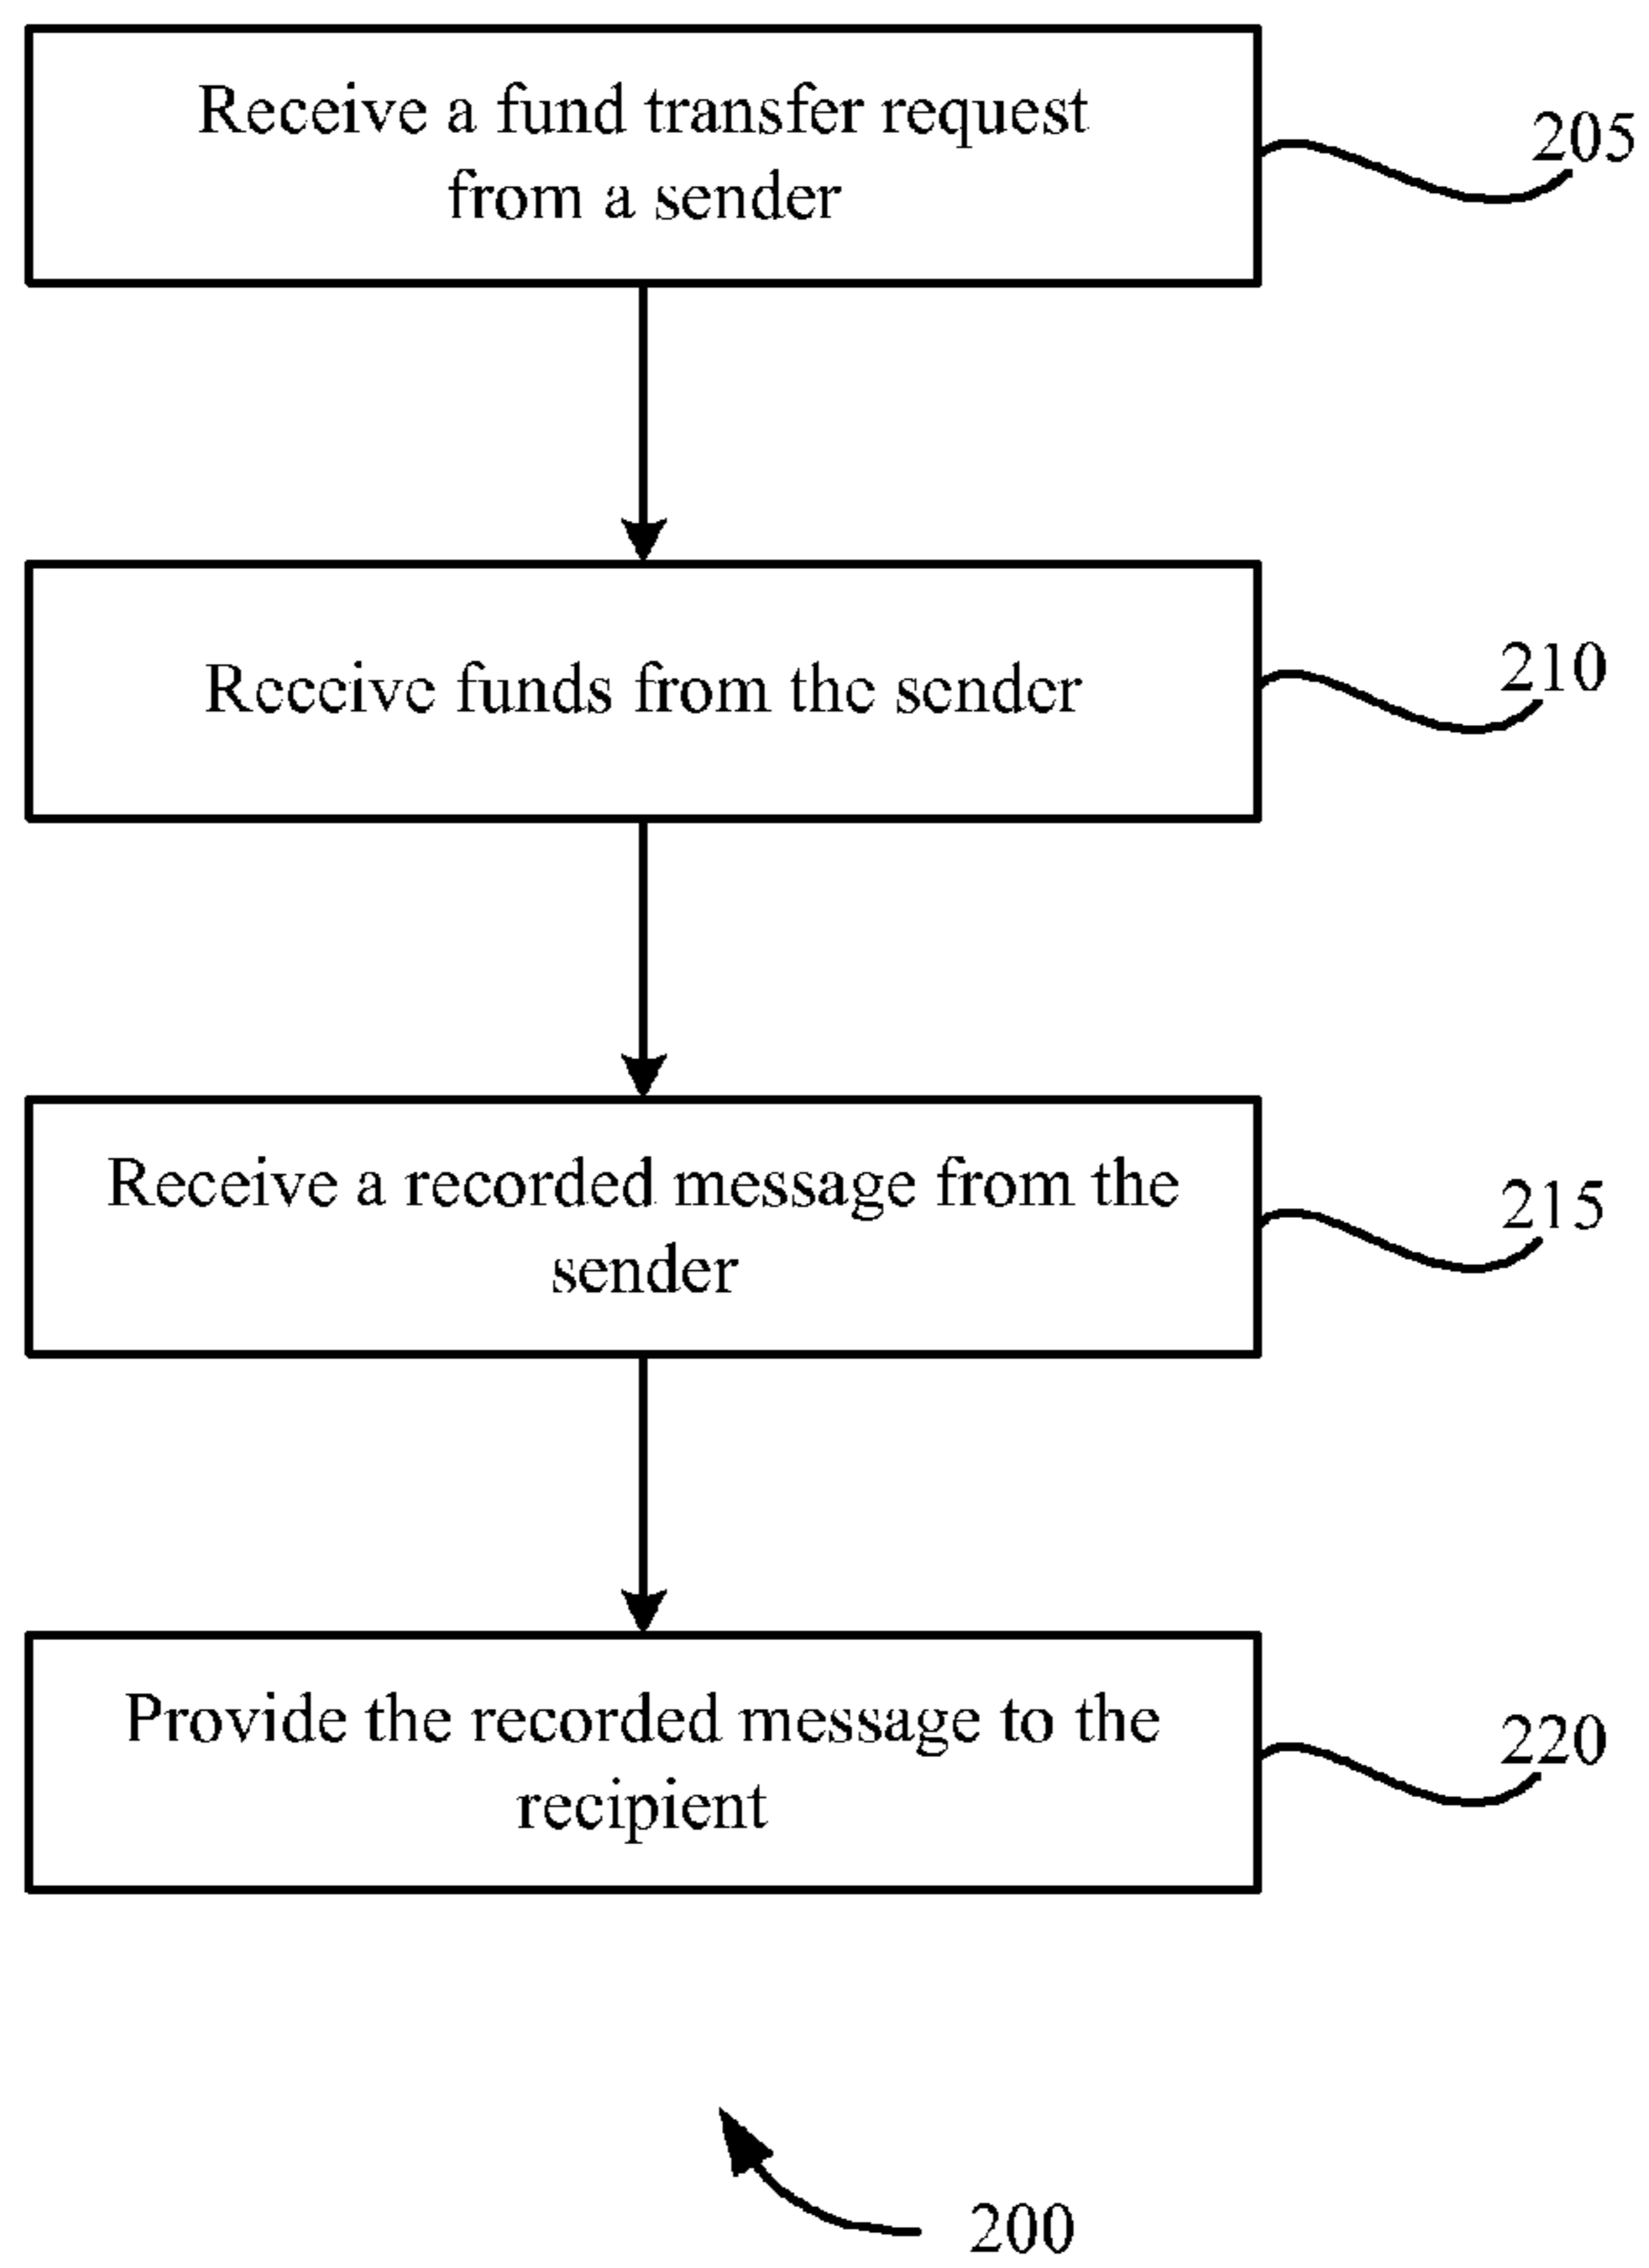 Receive a fund transfer request
from a sender
205
Receive funds from the sender
210
Receive a recorded message from the
sender
215
Provide the recorded message to the
recipient
220
200